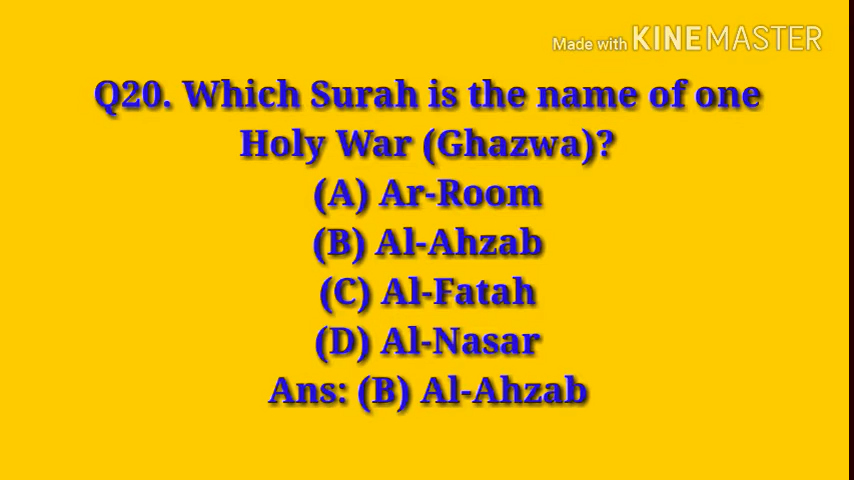 Made with KINEMASTER
Q20. Which Surah is the name of one
Holy War (Ghazwa)?
(A) Ar-Room
(B) Al-Ahzab
(C) Al-Fatah
(D) Al-Nasar
Ans: (B) Al-Ahzab